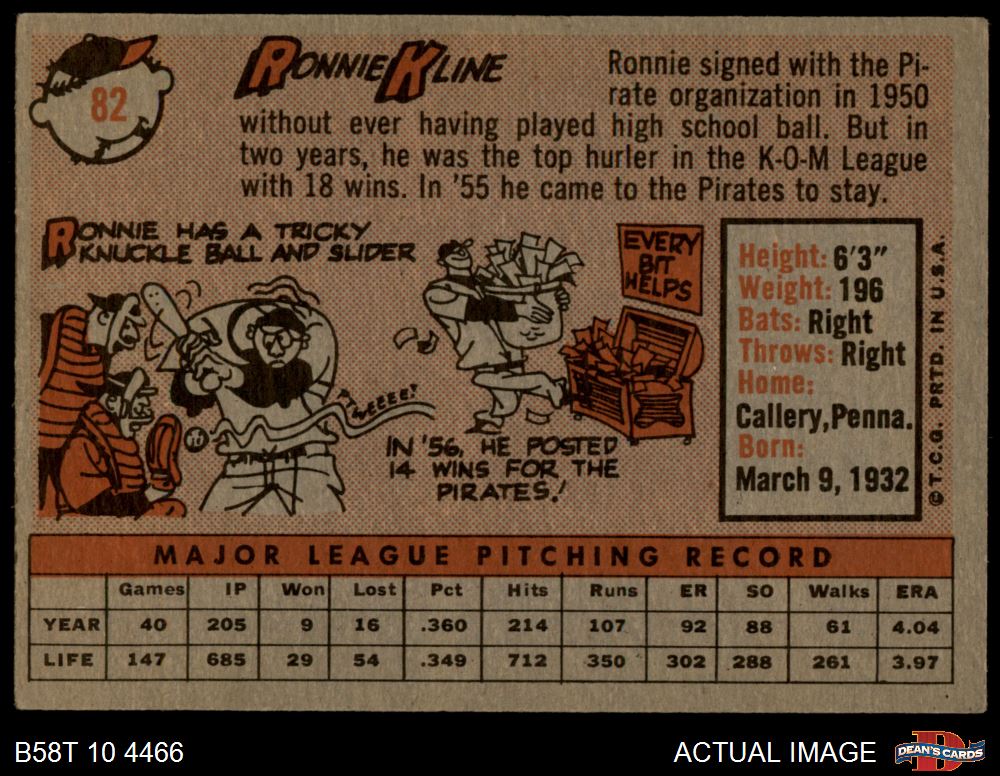 82
RONNIE KLINE
Ronnie signed with the Pi-
rate organization in 1950
without ever having played high school ball. But in
two years, he was the top hurler in the K-O-M League
with 18 wins. In '55 he came to the Pirates to stay.
RONNIE HAS A TRICKY
KNUCKLE BALL AND SLIDER
PHWEEEE!
IN '56, HE POSTED
14 WINS FOR THE
PIRATES!
EVERY
BIT
HELPS
Height: 6'3"
Weight: 196
Bats: Right
Throws: Right
Home:
Callery, Penna.
Born:
March 9, 1932
© T.C.G. PRTD. IN U.S.A.
MAJOR LEAGUE PITCHING RECORD
Games IP Won Lost Pct Hits Runs ER SO Walks ERA
YEAR 40 205 9 16 .360 214 107 92 88 61 4.04
LIFE 147 685 29 54 .349 712 350 302 288 261 3.97
B58T 10 4466
ACTUAL IMAGE
DEAN'S CARDS